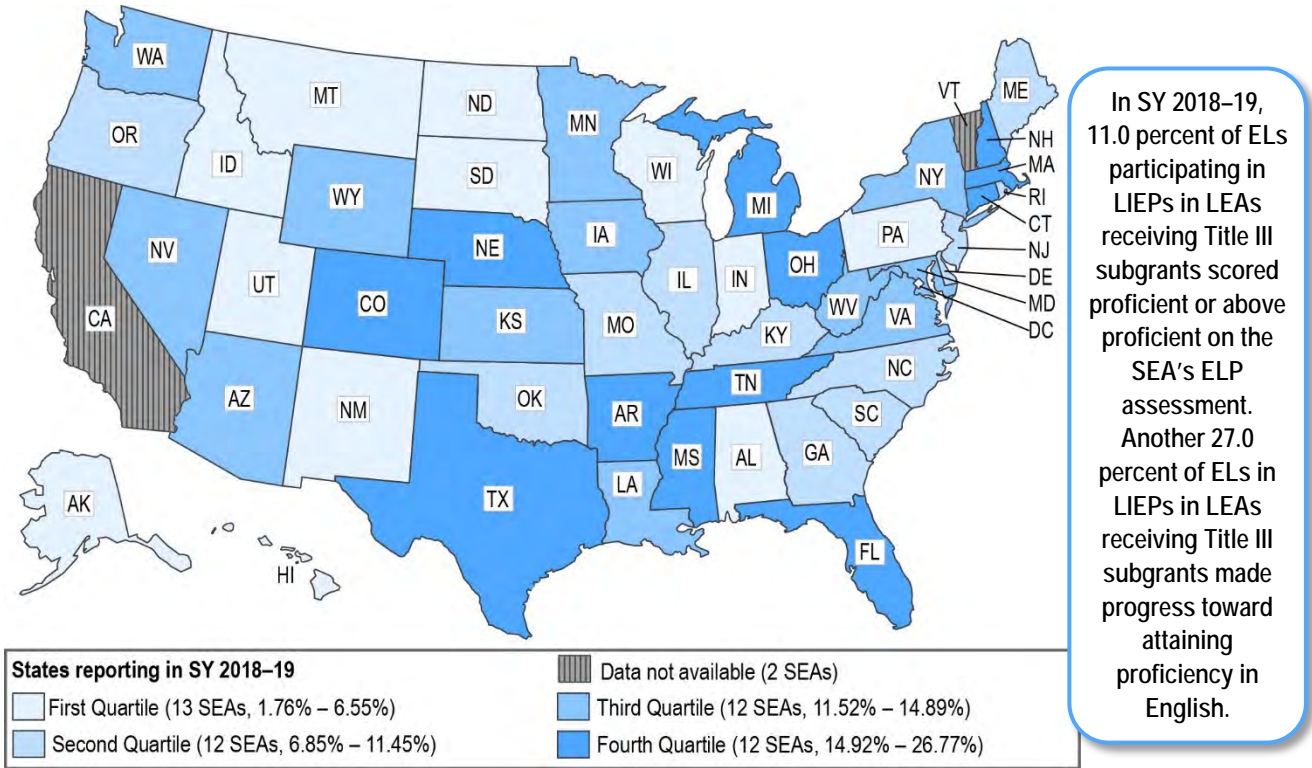 WA
OR
CA
NV
ID
MT
WY
UT
AZ
CO
NM
ND
SD
NE
KS
OK
TX
MN
IA
MO
AR
LA
WI
IL
MI
IN
OH
KY
TN
MS
AL
GA
FL
SC
NC
VA
WV
PA
NY
VT
ME
NH
MA
RI
CT
NJ
DE
MD
DC
AK
HI
In SY 2018–19,
11.0 percent of ELs
participating in
LIEPs in LEAs
receiving Title III
subgrants scored
proficient or above
proficient on the
SEA's ELP
assessment.
Another 27.0
percent of ELs in
LIEPs in LEAs
receiving Title III
subgrants made
progress toward
attaining
proficiency in
English.
States reporting in SY 2018–19
Data not available (2 SEAs)
First Quartile (13 SEAs, 1.76% – 6.55%)
Third Quartile (12 SEAs, 11.52% – 14.89%)
Second Quartile (12 SEAs, 6.85% – 11.45%)
Fourth Quartile (12 SEAs, 14.92% – 26.77%)